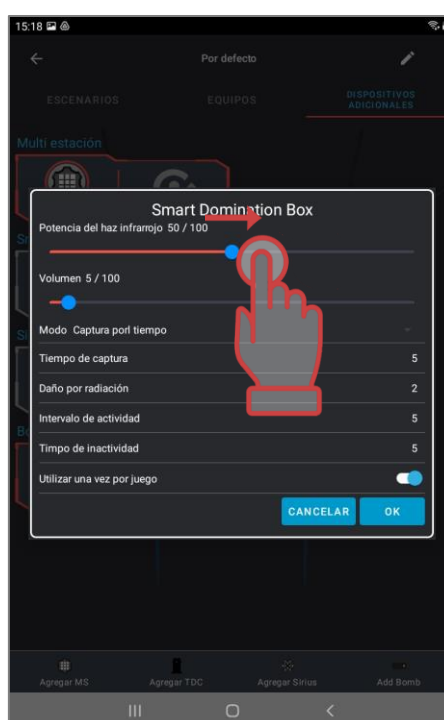 15:18
Por defecto
ESCENARIOS EQUIPOS DISPOSITIVOS ADICIONALES
Multi estación
Smart Domination Box
Potencia del haz infrarrojo 50 / 100
Volumen 5 / 100
Modo Captura porl tiempo
Tiempo de captura 5
Daño por radiación 2
Intervalo de actividad 5
Timpo de inactividad 5
Utilizar una vez por juego
CANCELAR OK
Agregar MS Agregar TDC Agregar Sirius Add Bomb